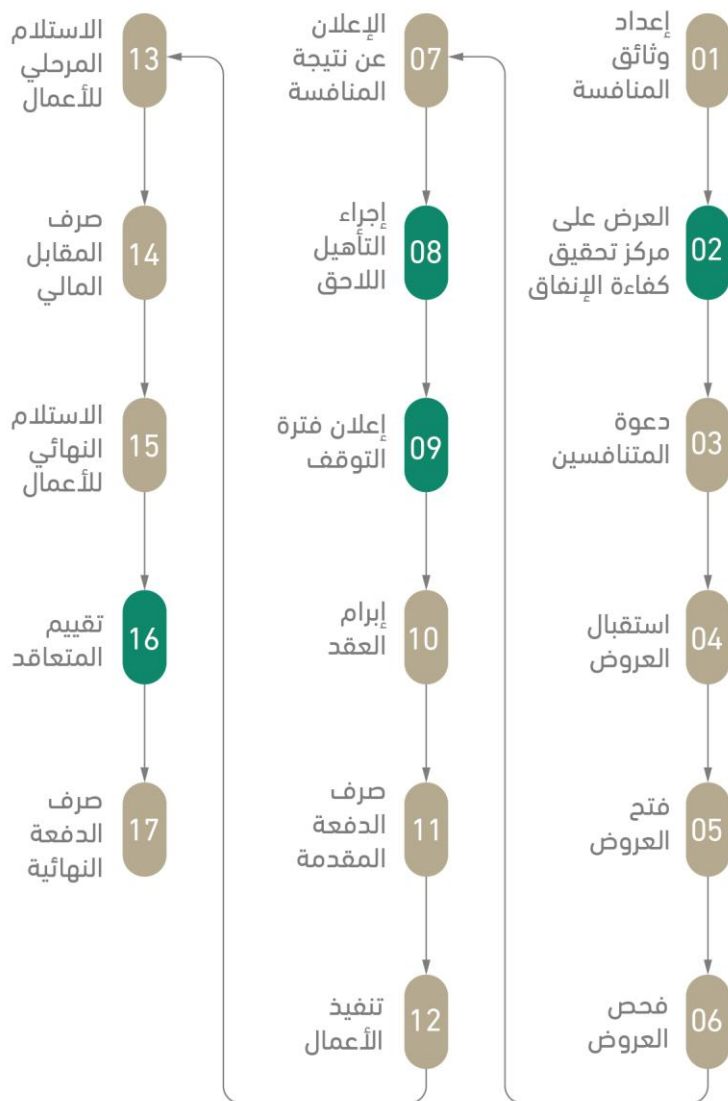 01
إعداد
وثائق
المنافسة
02
العرض على
مركز تحقيق
كفاءة الإنفاق
03
دعوة
المتنافسين
04
استقبال
العروض
05
فتح
العروض
06
فحص
العروض
07
الإعلان
عن نتيجة
المنافسة
08
إجراء
التأهيل
اللاحق
09
إعلان فترة
التوقف
10
إبرام
العقد
11
صرف
الدفعة
المقدمة
12
تنفيذ
الأعمال
13
الاستلام
المرحلي
للأعمال
14
صرف
المقابل
المالي
15
الاستلام
النهائي
للأعمال
16
تقييم
المتعاقد
17
صرف
الدفعة
النهائية